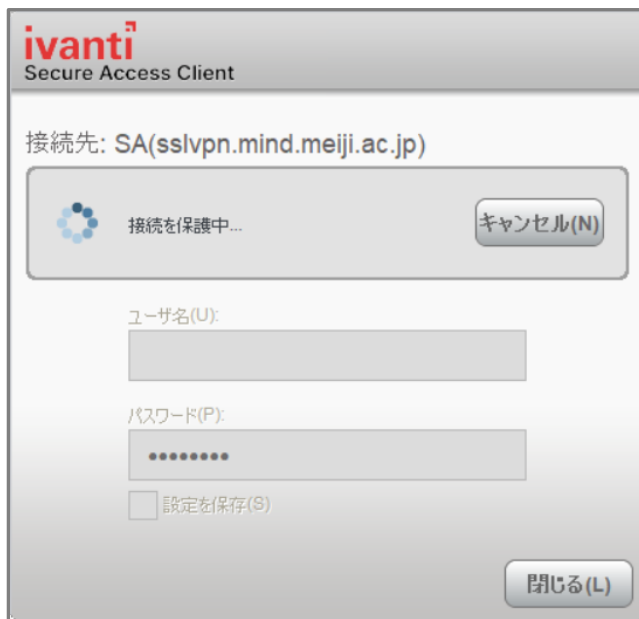 ivanti
Secure Access Client
接続先: SA(sslvpn.mind.meiji.ac.jp)
接続を保護中...
キャンセル(N)
ユーザ名(U):
パスワード(P):
••••••••
設定を保存(S)
閉じる(L)